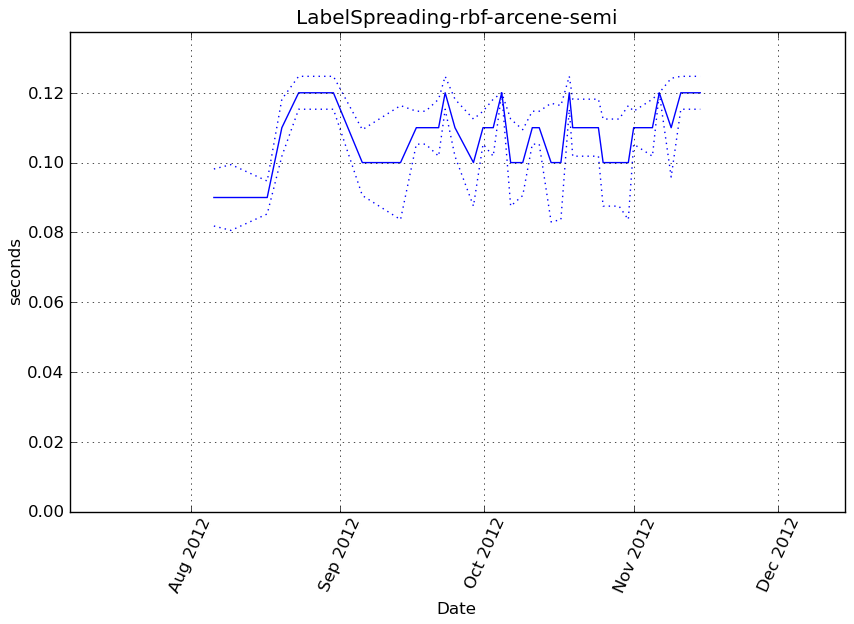 LabelSpreading-rbf-arcene-semi
0.12
0.10
0.08
0.06
0.04
0.02
0.00
seconds
Aug 2012
Sep 2012
Oct 2012
Nov 2012
Dec 2012
Date